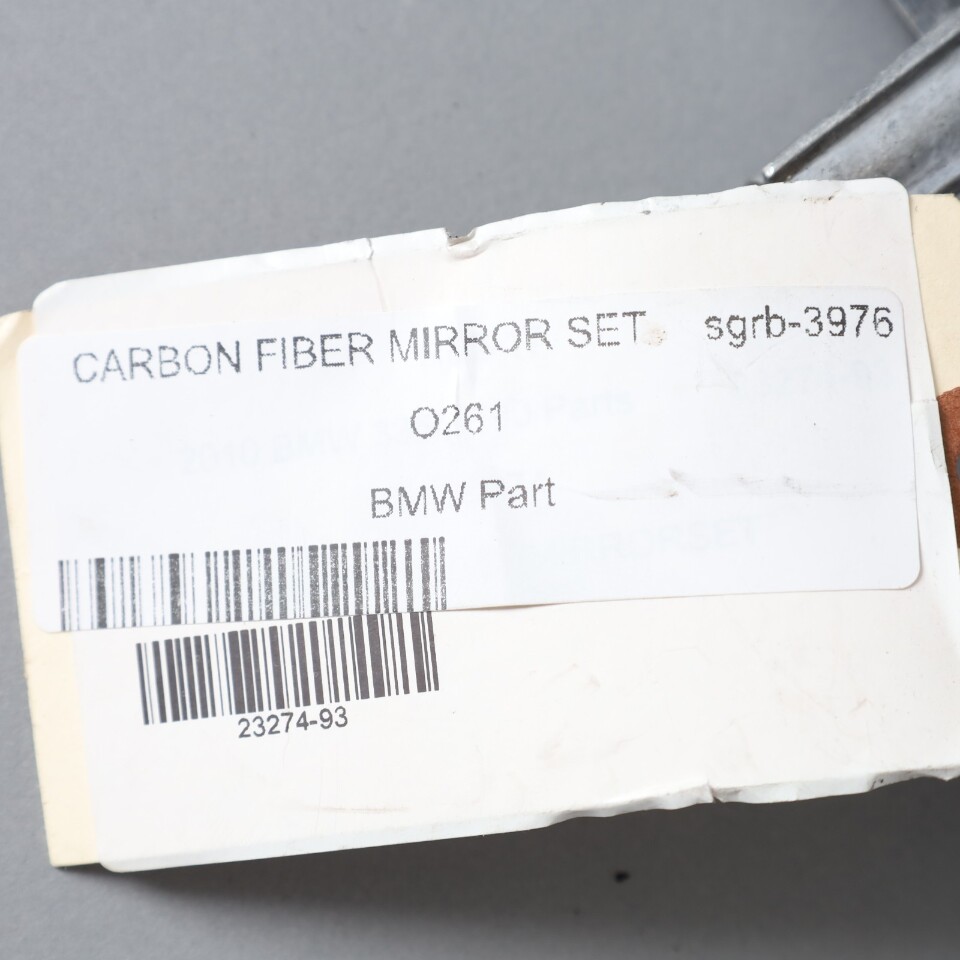 CARBON FIBER MIRROR SET sgrb-3976
O261
BMW Part
23274-93